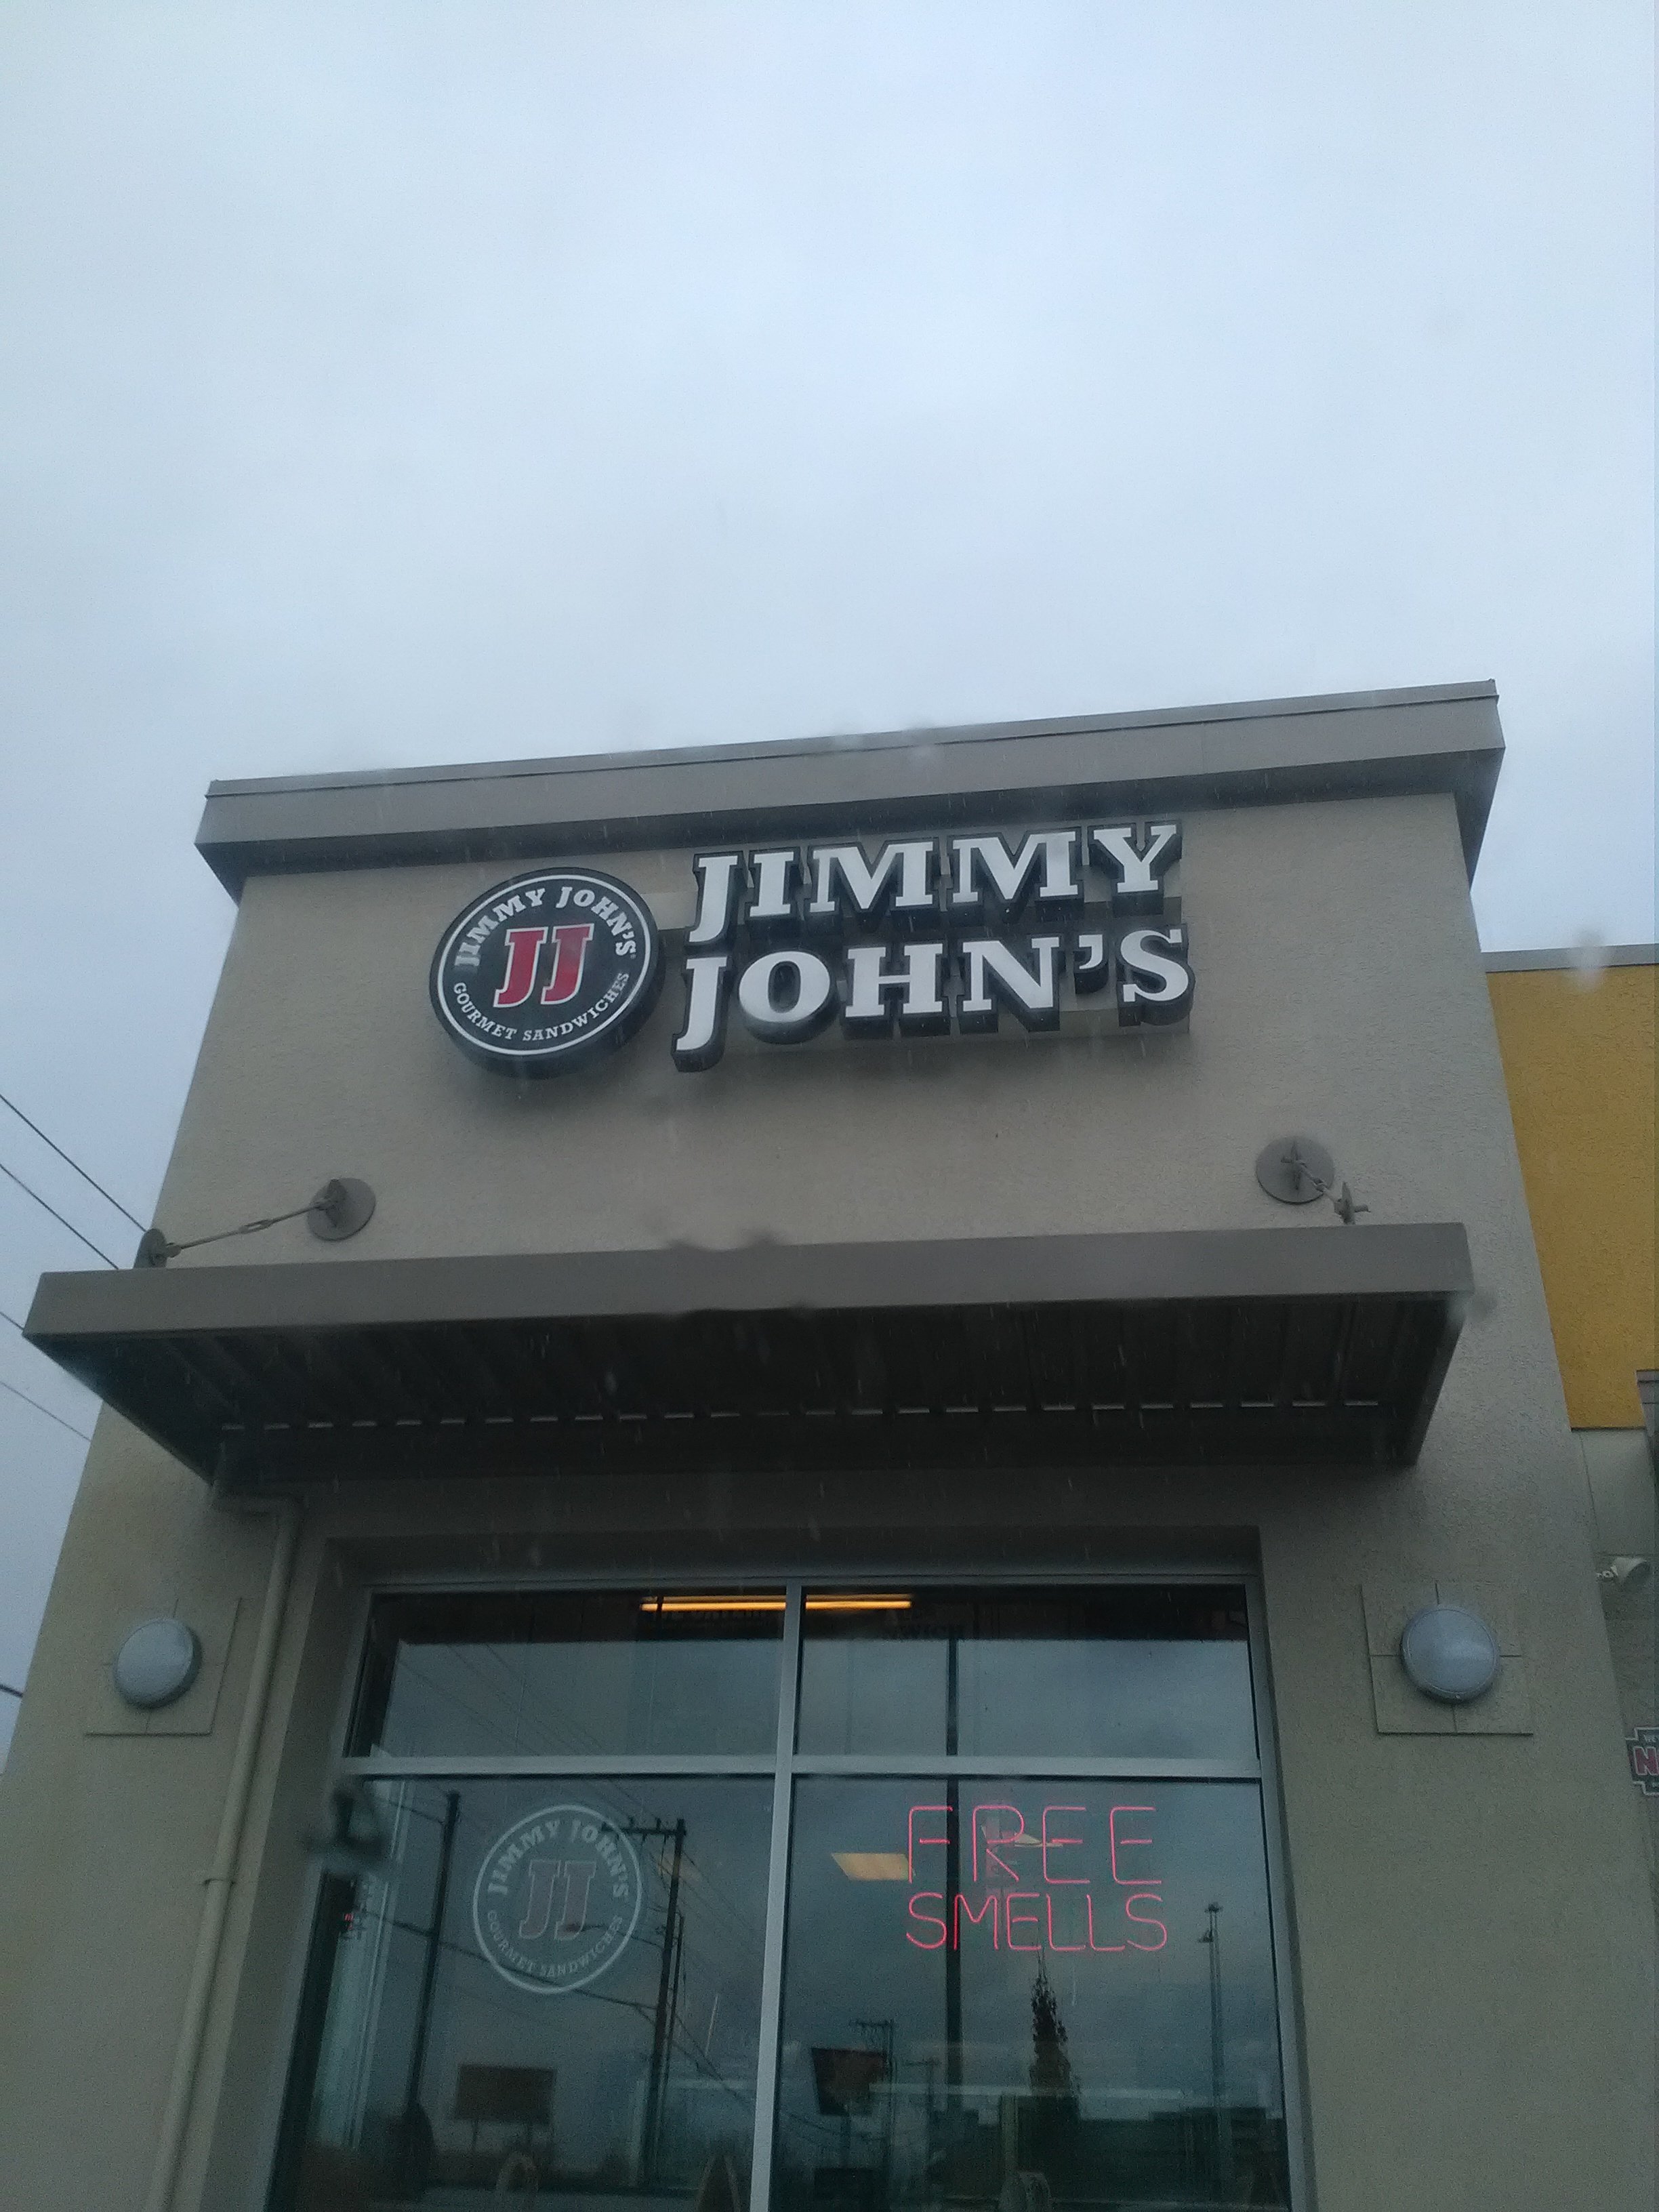 JIMMY JOHN'S
JJ
GOURMET SANDWICHES
JIMMY
JOHN'S
JIMMY JOHN'S
JJ
GOURMET SANDWICHES
FREE
SMELLS